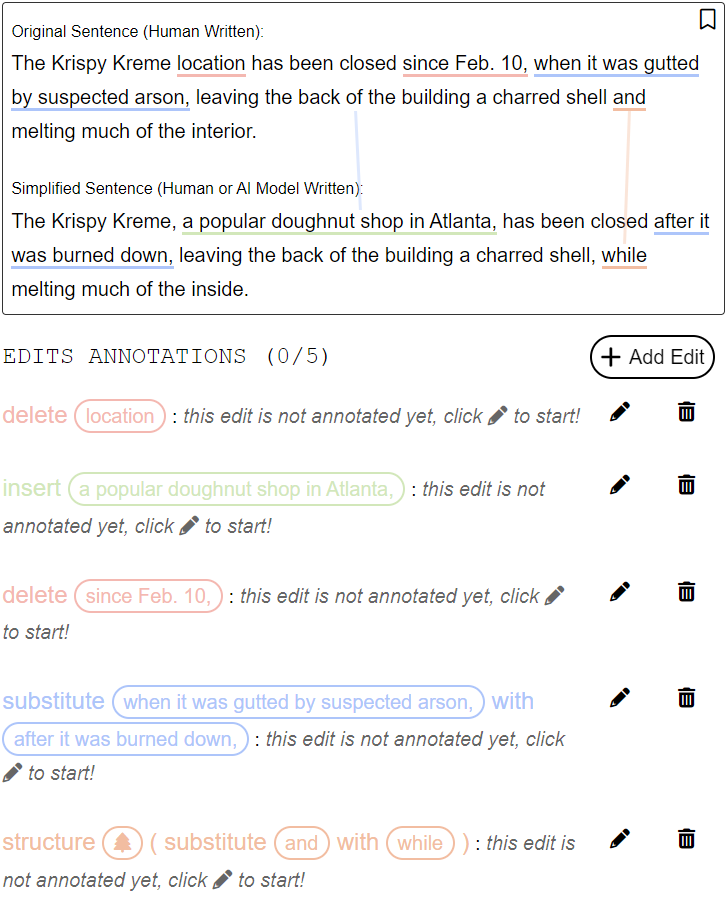 Original Sentence (Human Written):
The Krispy Kreme location has been closed since Feb. 10, when it was gutted
by suspected arson, leaving the back of the building a charred shell and
melting much of the interior.
Simplified Sentence (Human or AI Model Written):
The Krispy Kreme, a popular doughnut shop in Atlanta, has been closed after it
was burned down, leaving the back of the building a charred shell, while
melting much of the inside.
EDITS ANNOTATIONS (0/5)
Add Edit
delete location : this edit is not annotated yet, click to start!
insert a popular doughnut shop in Atlanta, : this edit is not
annotated yet, click to start!
delete since Feb. 10, : this edit is not annotated yet, click
to start!
substitute when it was gutted by suspected arson, with
after it was burned down, : this edit is not annotated yet, click
to start!
structure ( substitute and with while ) : this edit is
not annotated yet, click to start!